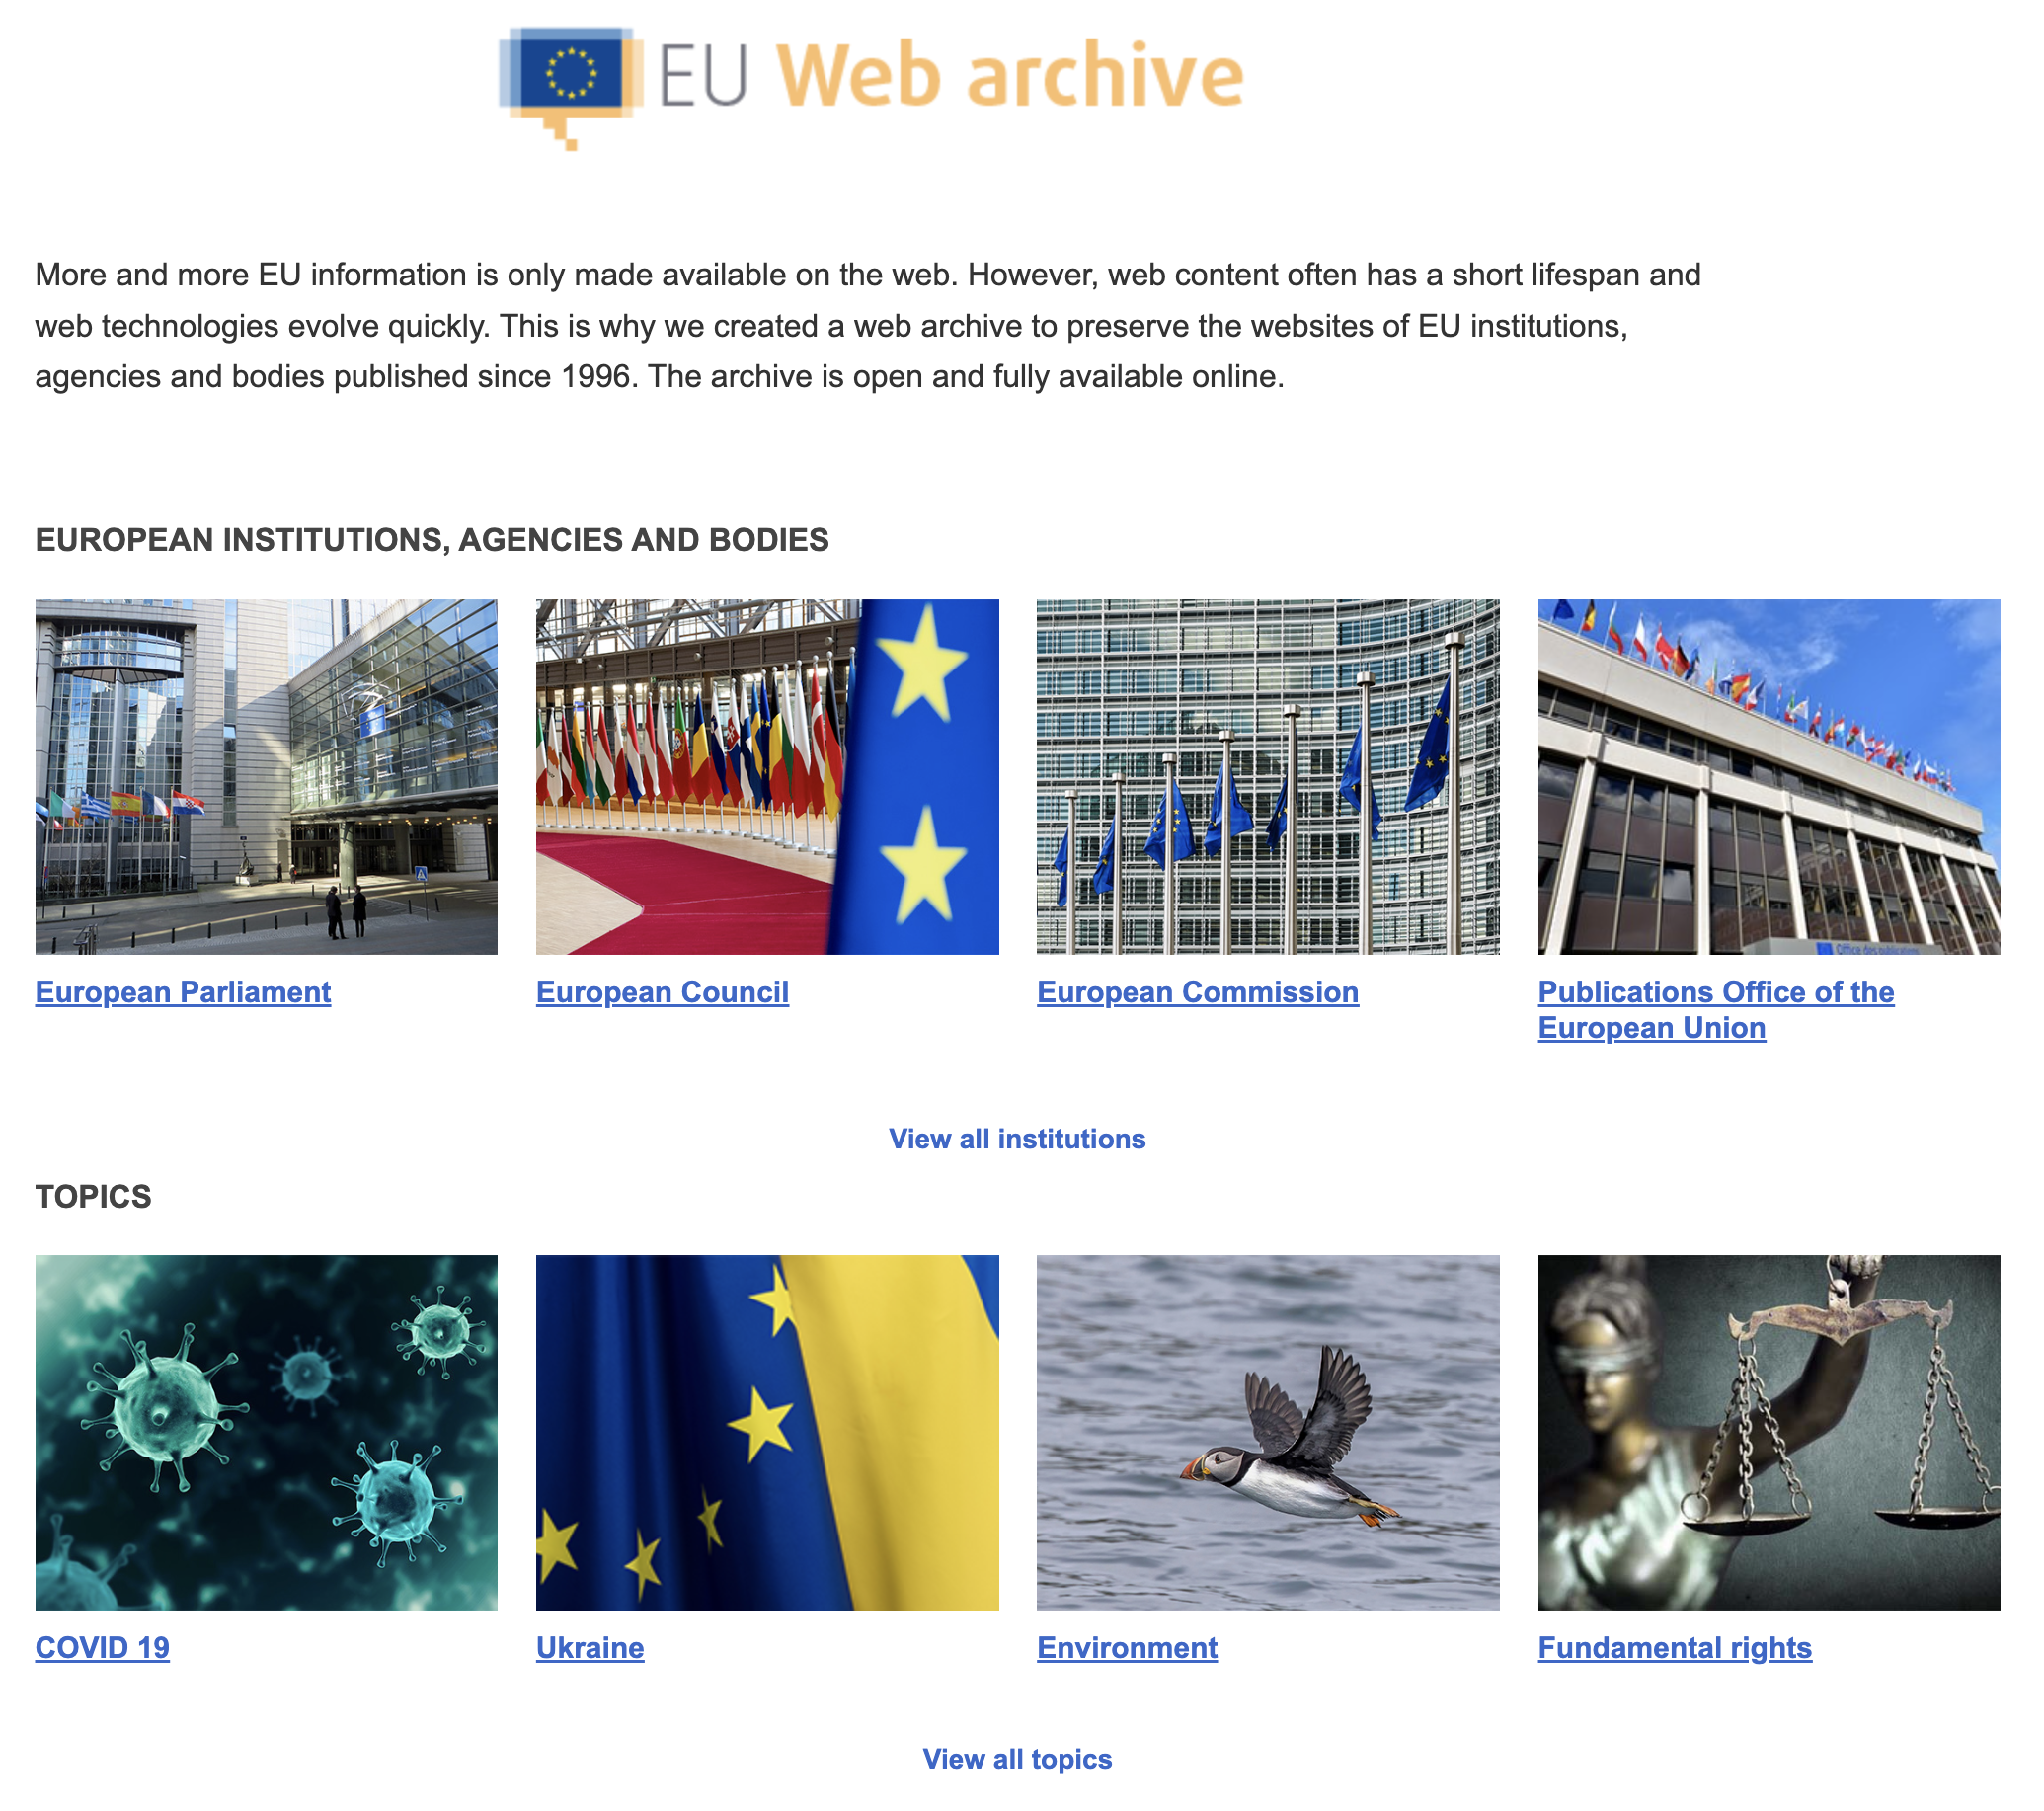 EU Web archive
More and more EU information is only made available on the web. However, web content often has a short lifespan and
web technologies evolve quickly. This is why we created a web archive to preserve the websites of EU institutions,
agencies and bodies published since 1996. The archive is open and fully available online.
EUROPEAN INSTITUTIONS, AGENCIES AND BODIES
Office des publications
European Parliament
European Council
European Commission
Publications Office of the
European Union
View all institutions
TOPICS
COVID 19
Ukraine
Environment
Fundamental rights
View all topics